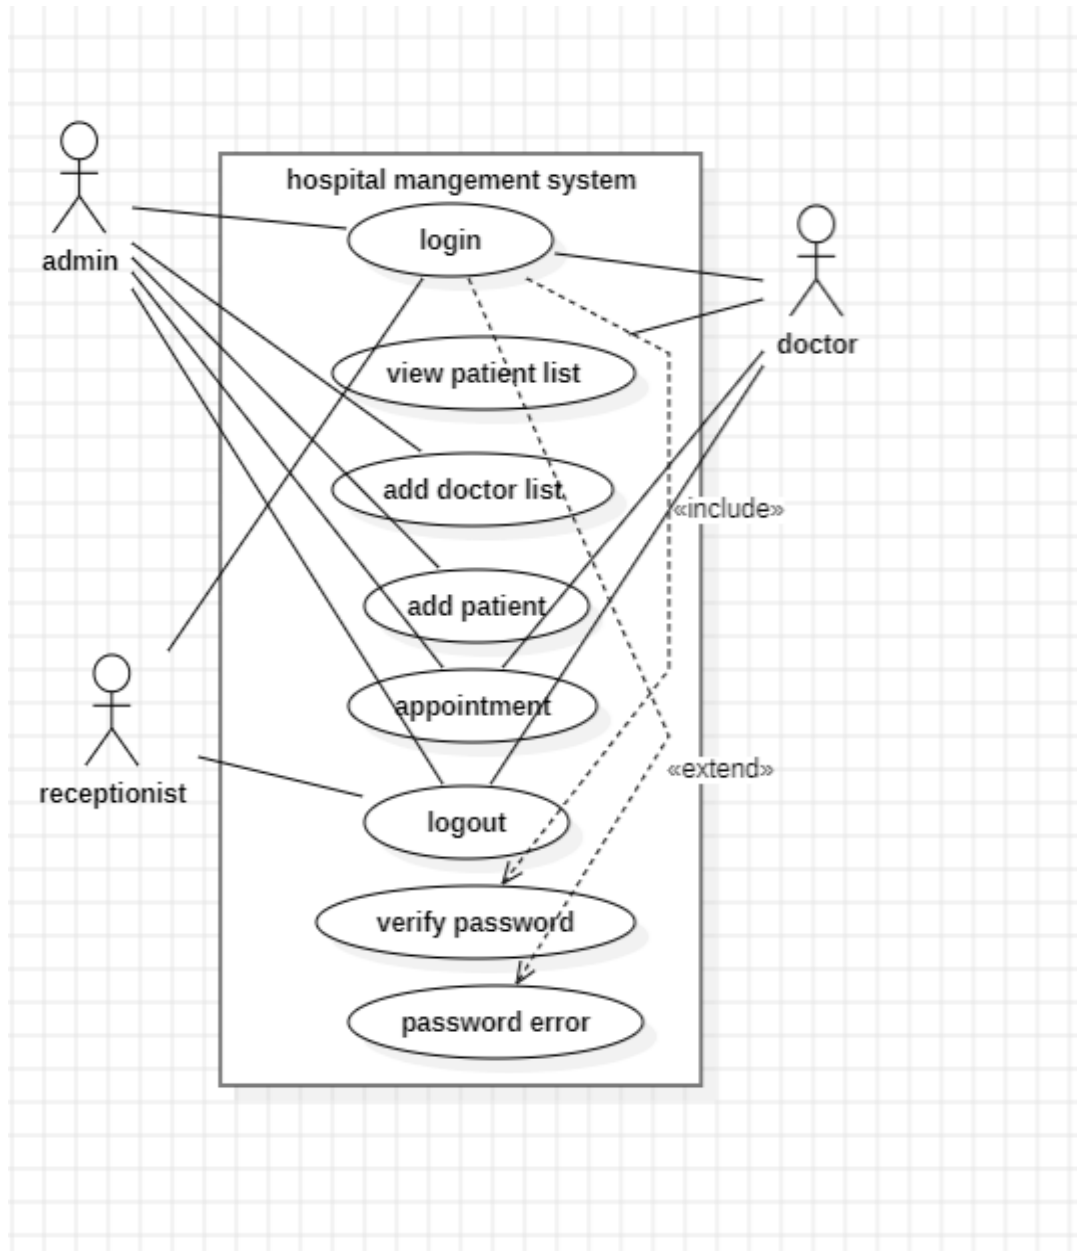 hospital mangement system
login
admin
doctor
view patient list
add doctor list
«include»
add patient
appointment
«extend»
receptionist
logout
verify password
password error